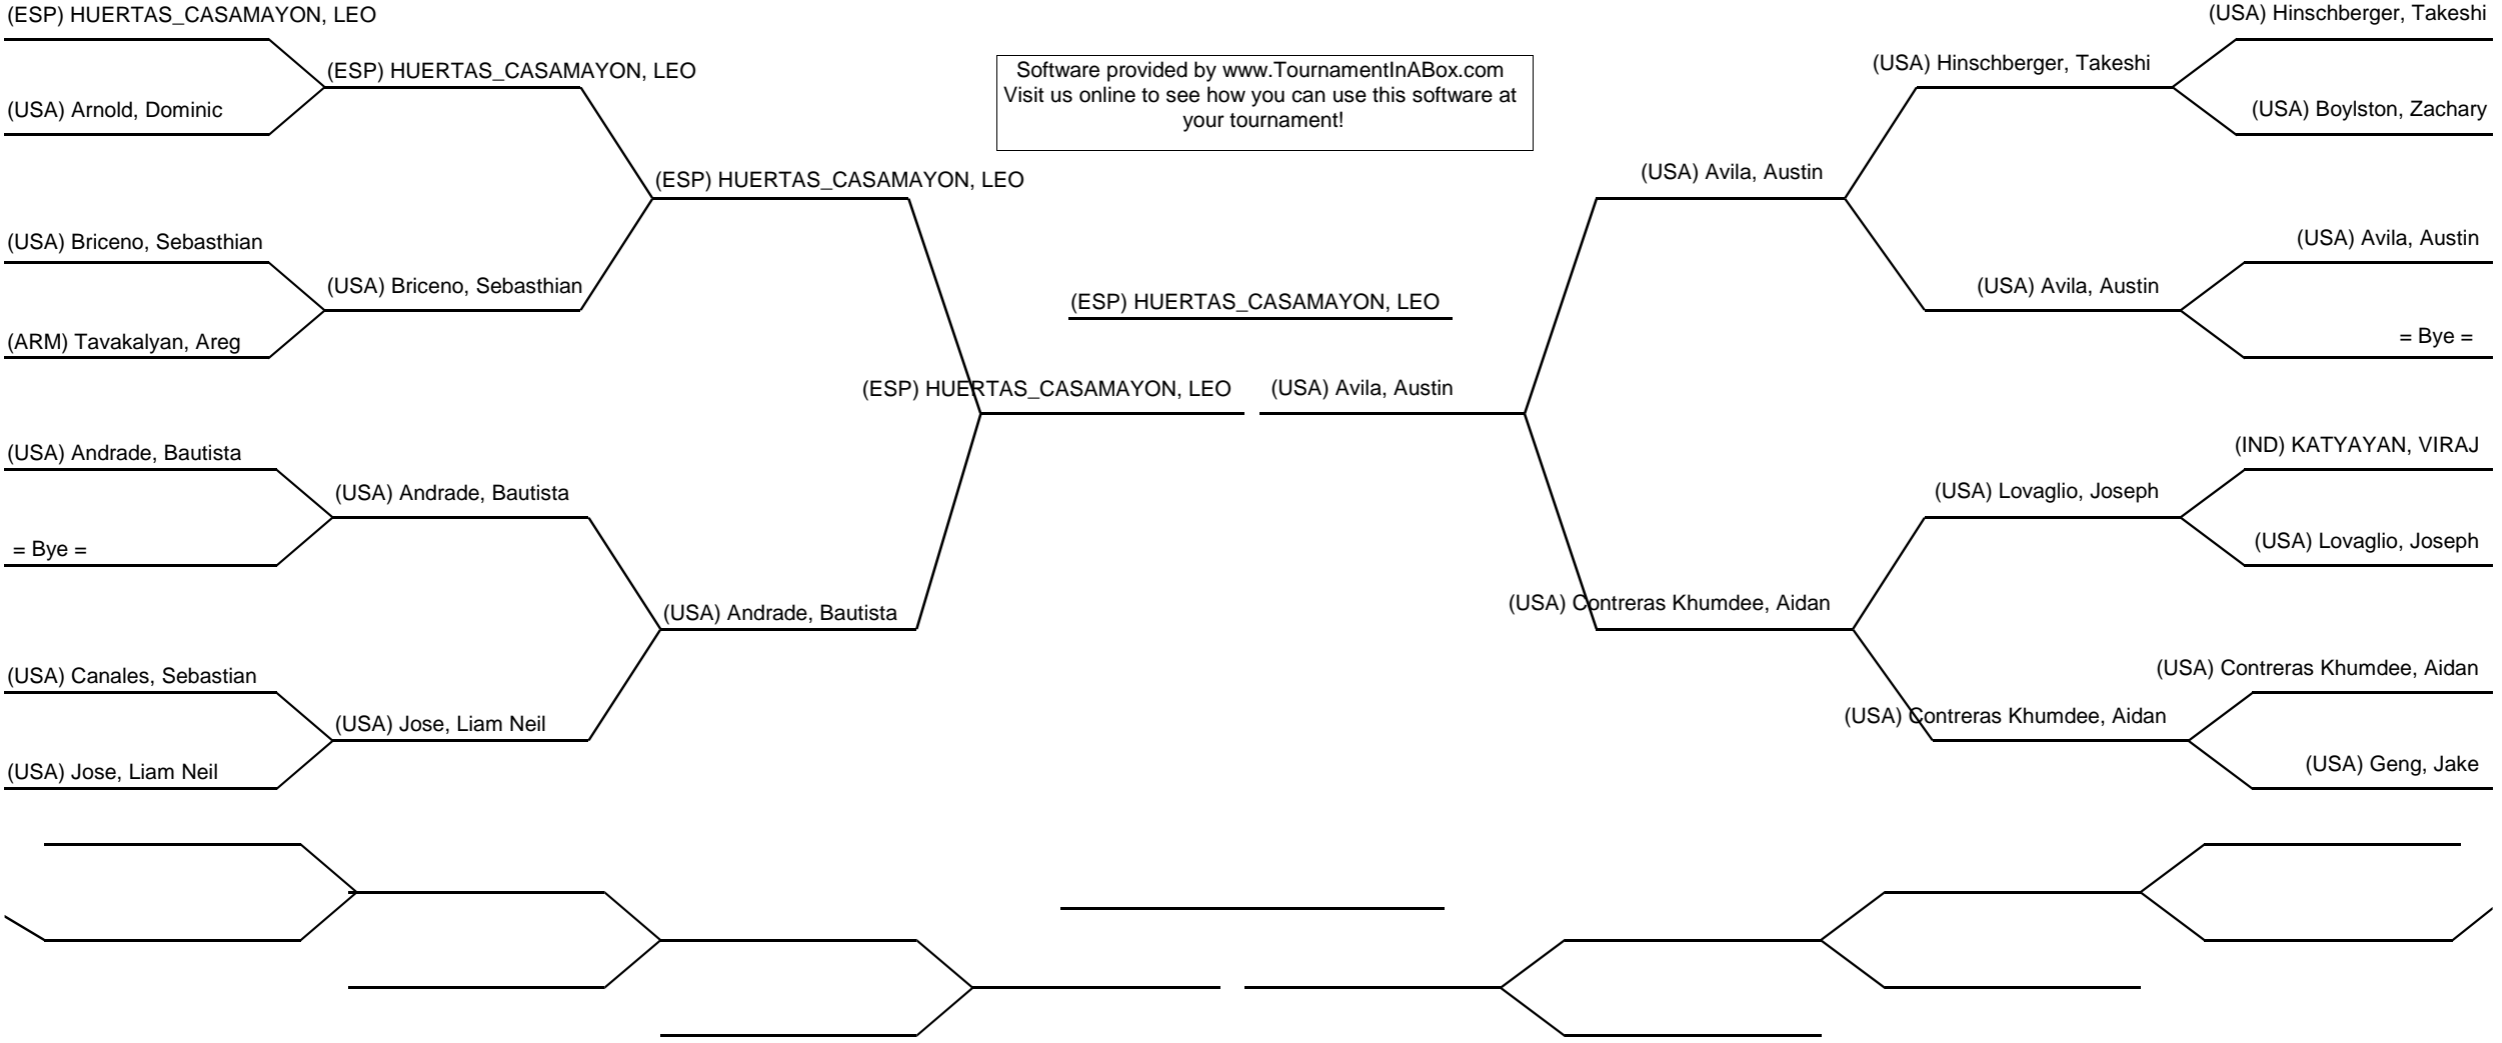 (ESP) HUERTAS_CASAMAYON, LEO
(USA) Arnold, Dominic
(USA) Briceno, Sebasthian
(ARM) Tavakalyan, Areg
(USA) Andrade, Bautista
= Bye =
(USA) Canales, Sebastian
(USA) Jose, Liam Neil
(ESP) HUERTAS_CASAMAYON, LEO
(USA) Briceno, Sebasthian
(USA) Andrade, Bautista
(USA) Jose, Liam Neil
(ESP) HUERTAS_CASAMAYON, LEO
(USA) Andrade, Bautista
Software provided by www.TournamentInABox.com
Visit us online to see how you can use this software at
your tournament!
(ESP) HUERTAS_CASAMAYON, LEO
(ESP) HUERTAS_CASAMAYON, LEO
(USA) Avila, Austin
(USA) Avila, Austin
(USA) Contreras Khumdee, Aidan
(USA) Hinschberger, Takeshi
(USA) Avila, Austin
(USA) Lovaglio, Joseph
(USA) Contreras Khumdee, Aidan
(USA) Hinschberger, Takeshi
(USA) Boylston, Zachary
(USA) Avila, Austin
= Bye =
(IND) KATYAYAN, VIRAJ
(USA) Lovaglio, Joseph
(USA) Contreras Khumdee, Aidan
(USA) Geng, Jake